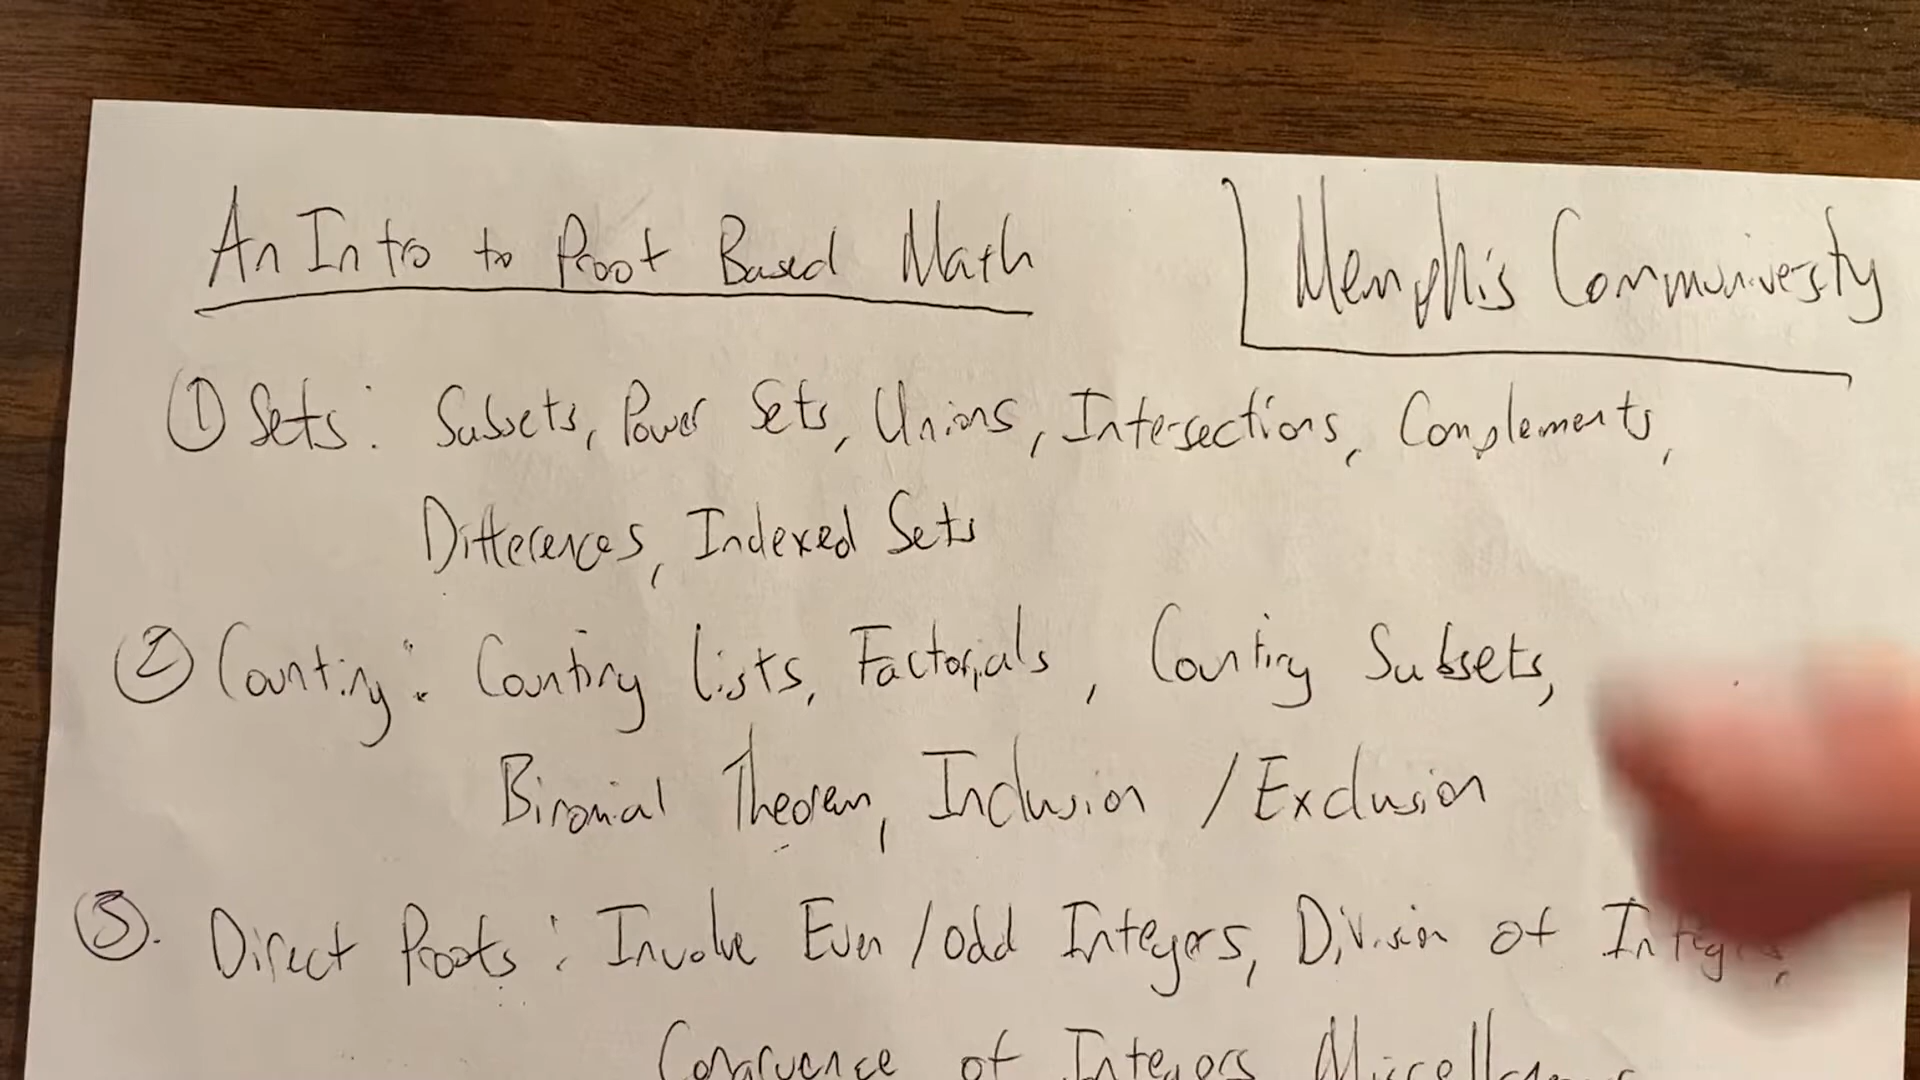 An Intro to Proof Based Math
Memphis Communiversity
① Sets: Subsets, Power Sets, Unions, Intersections, Complements,
Differences, Indexed Sets
② Counting: Counting Lists, Factorials, Counting Subsets,
Binomial Theorem, Inclusion / Exclusion
③. Direct Proofs: Involve Even/odd Integers, Division of Integers,
Congruence of Integers